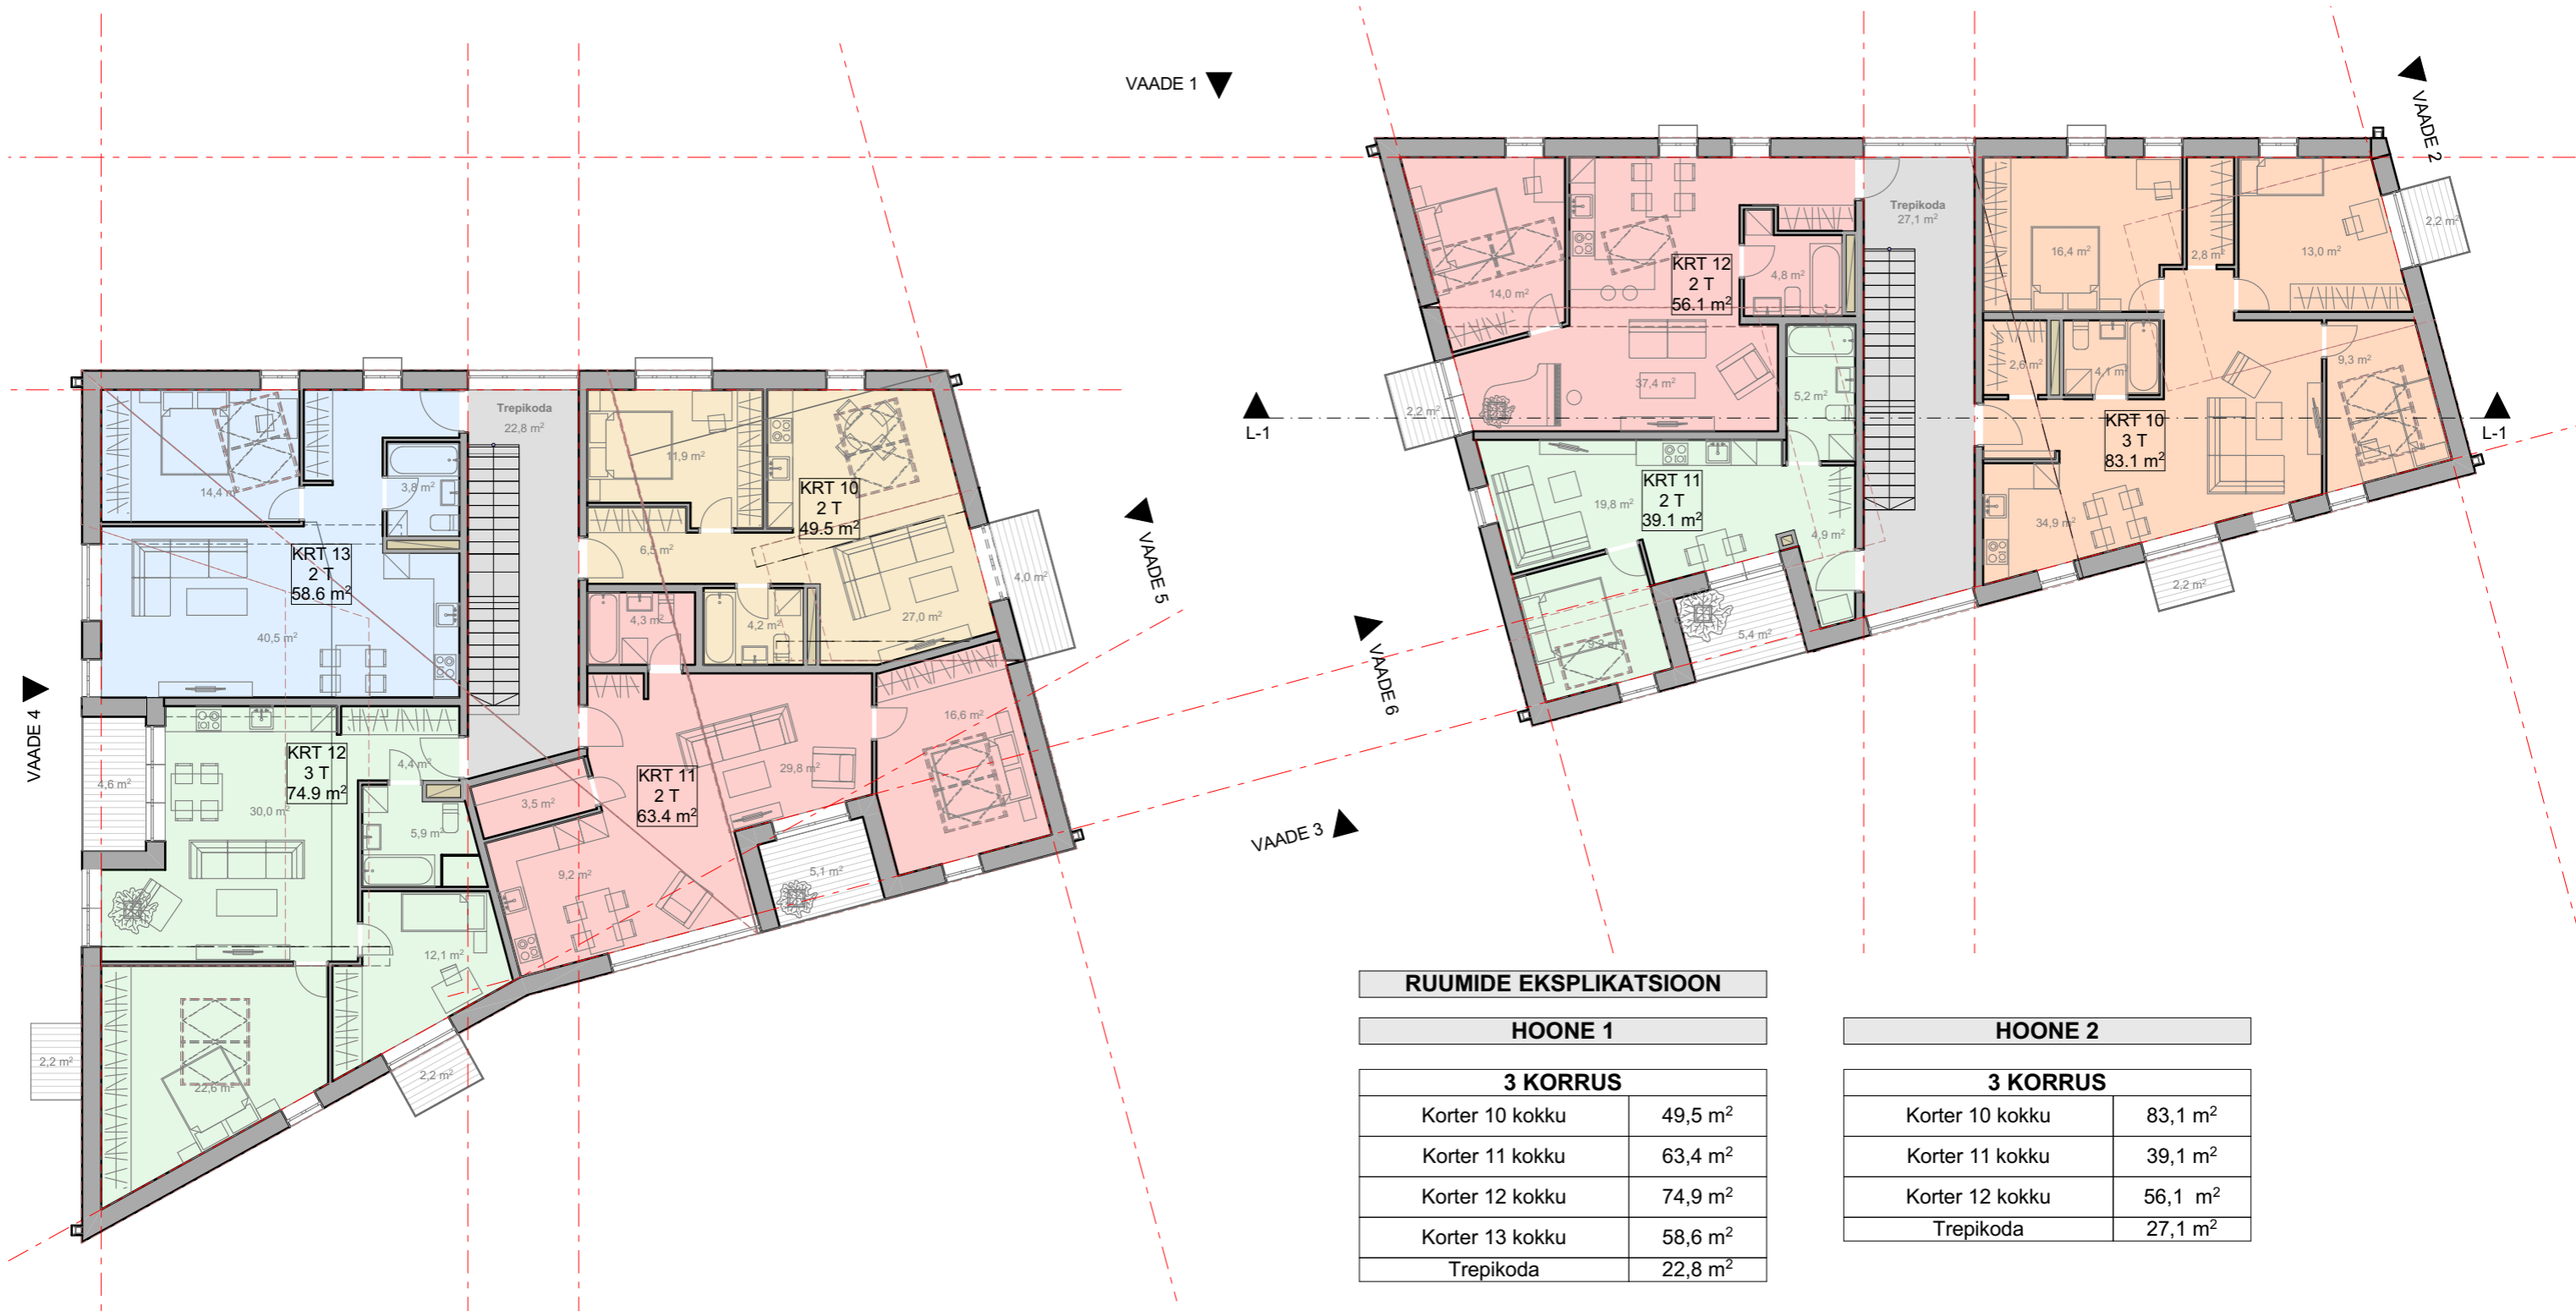 VAADE 1
VAADE 2
Trepikoda
27,1 m²
2,2 m²
16,4 m²
2,8 m²
13,0 m²
KRT 12
2 T
56.1 m²
4,8 m²
14,0 m²
37,4 m²
2,2 m²
5,2 m²
2,6 m²
4,1 m²
9,3 m²
L-1
L-1
KRT 10
3 T
83.1 m²
KRT 11
2 T
39.1 m²
19,8 m²
4,9 m²
34,9 m²
2,2 m²
5,4 m²
9,2 m²
Trepikoda
22,8 m²
14,4 m²
3,8 m²
11,9 m²
KRT 10
2 T
49.5 m²
6,5 m²
KRT 13
2 T
58.6 m²
40,5 m²
4,3 m²
4,2 m²
27,0 m²
4,0 m²
VAADE 5
VAADE 6
VAADE 4
VAADE 3
4,6 m²
KRT 12
3 T
74.9 m²
4,4 m²
30,0 m²
5,9 m²
3,5 m²
KRT 11
2 T
63.4 m²
29,8 m²
16,6 m²
9,2 m²
5,1 m²
12,1 m²
2,2 m²
22,6 m²
2,2 m²
RUUMIDE EKSPLIKATSIOON
HOONE 1
3 KORRUS
Korter 10 kokku 49,5 m²
Korter 11 kokku 63,4 m²
Korter 12 kokku 74,9 m²
Korter 13 kokku 58,6 m²
Trepikoda 22,8 m²
HOONE 2
3 KORRUS
Korter 10 kokku 83,1 m²
Korter 11 kokku 39,1 m²
Korter 12 kokku 56,1 m²
Trepikoda 27,1 m²